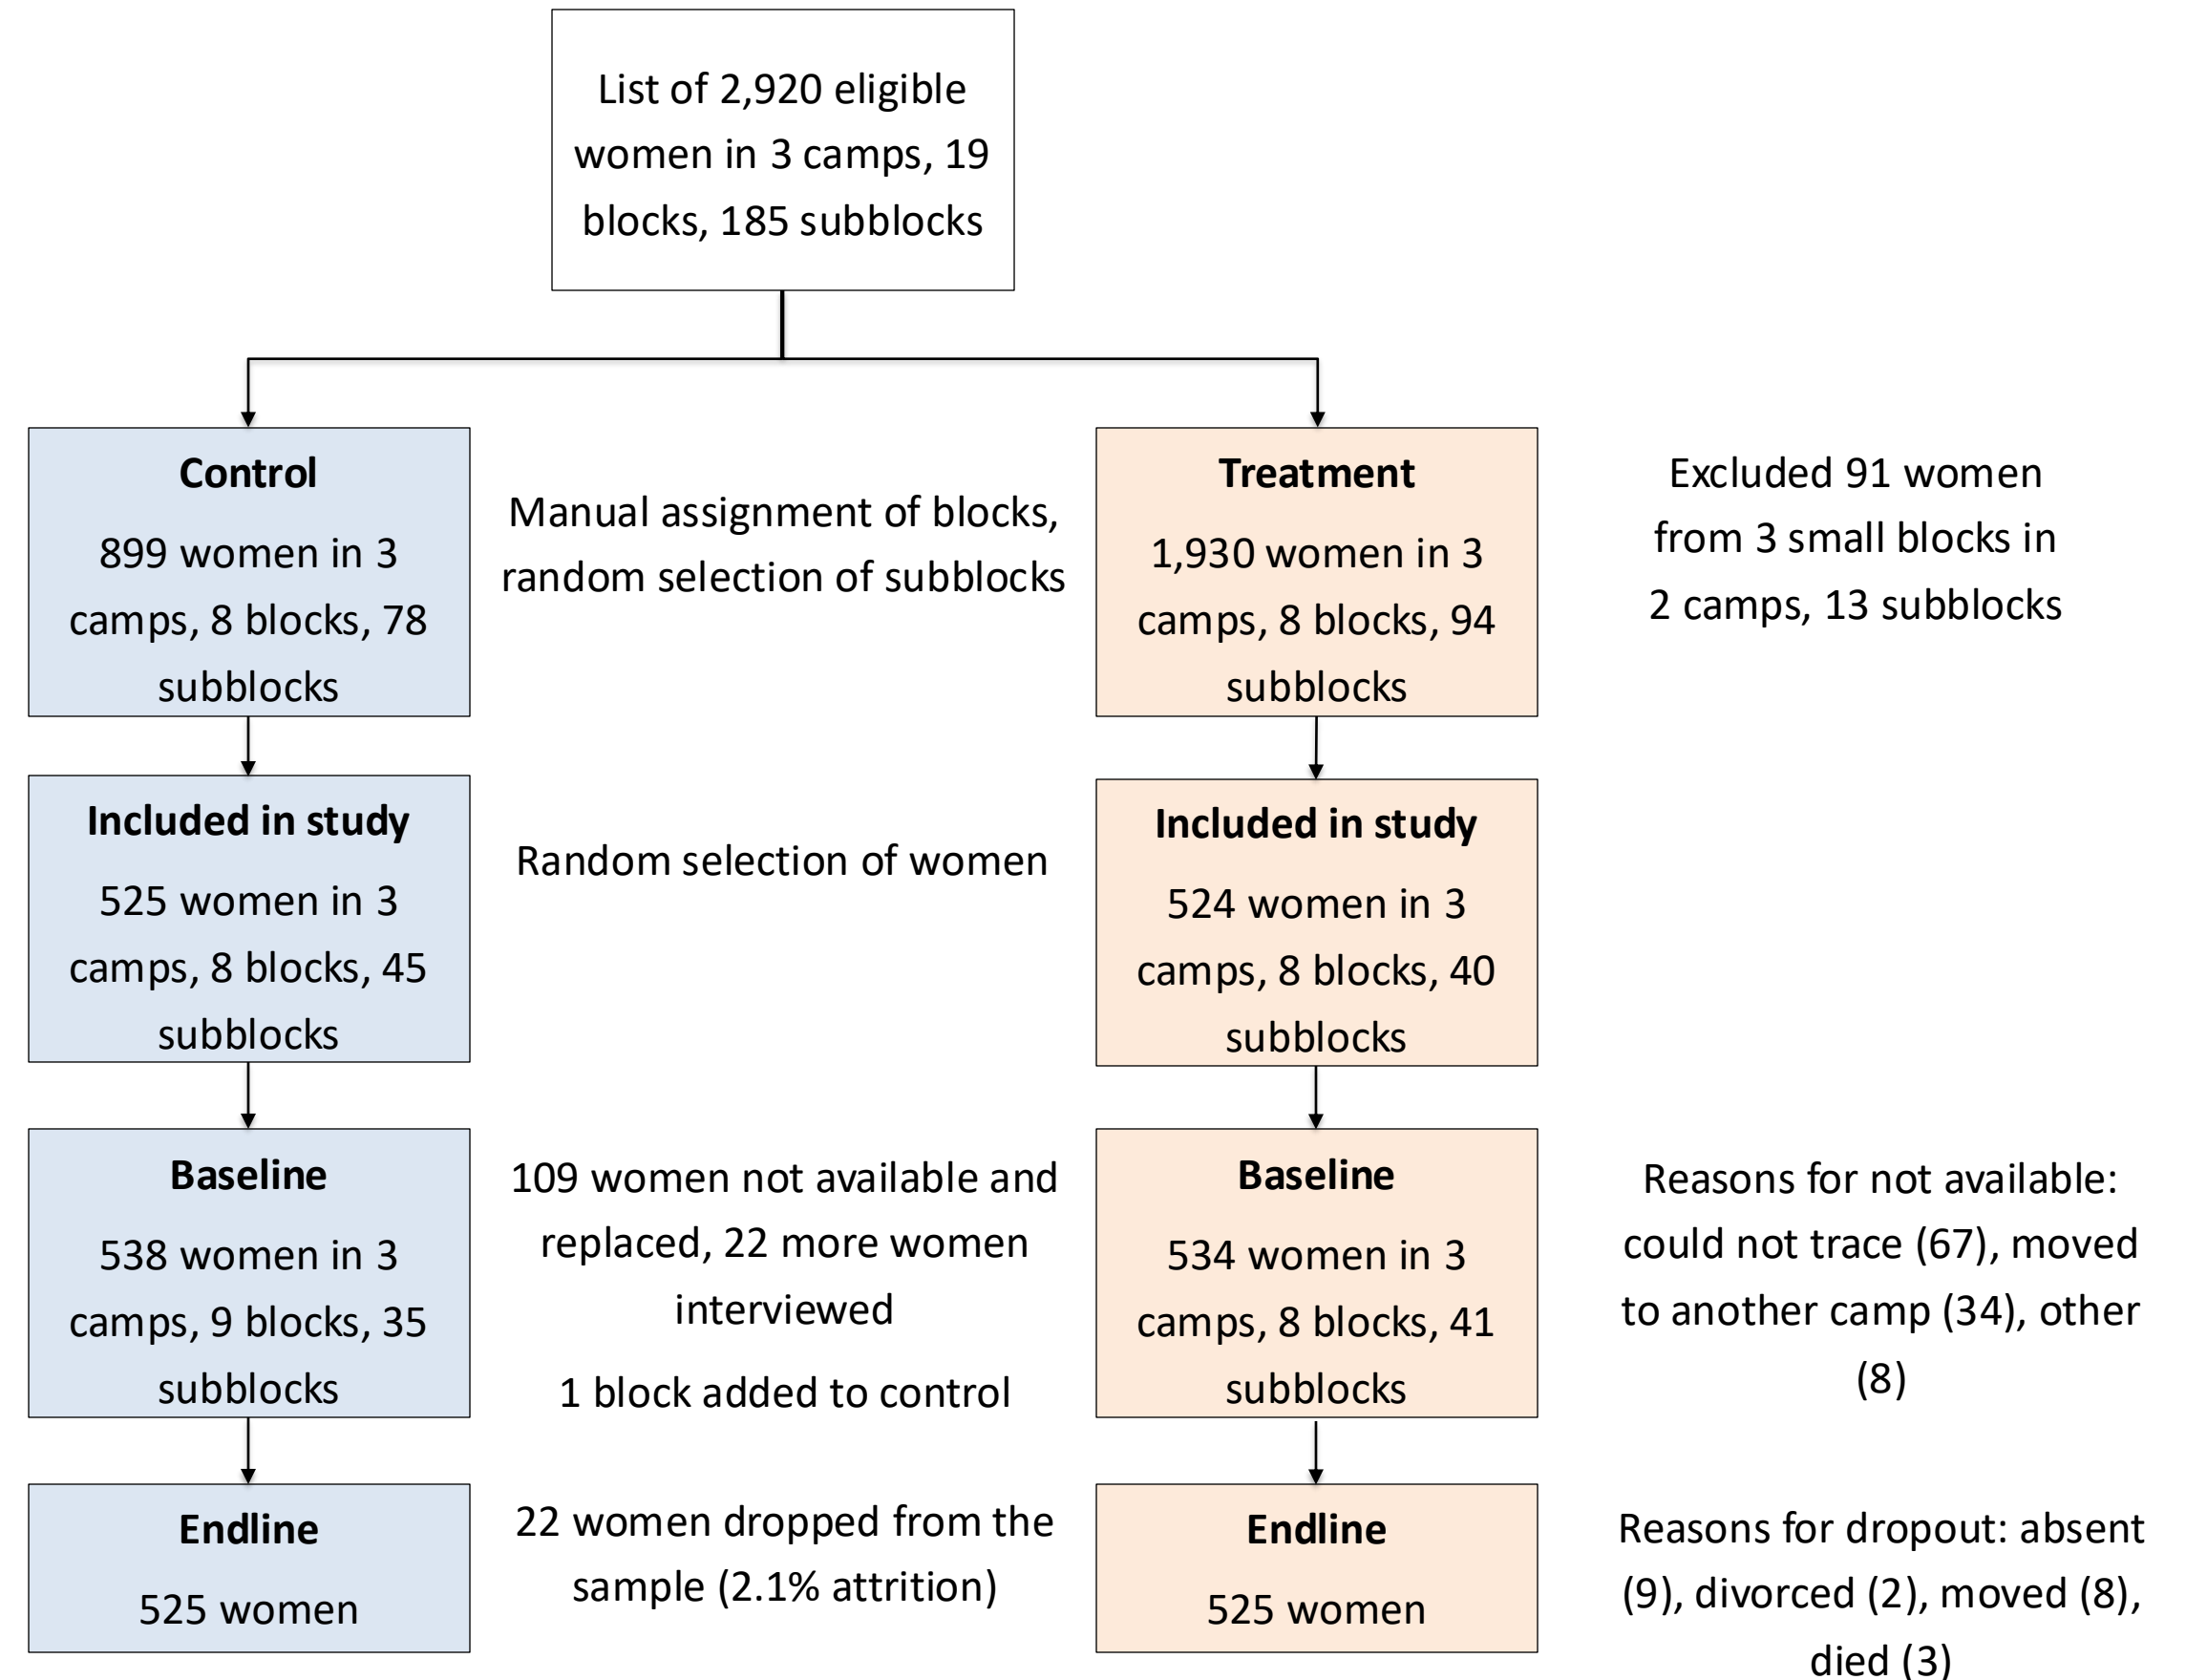 List of 2,920 eligible
women in 3 camps, 19
blocks, 185 subblocks
Control
899 women in 3
camps, 8 blocks, 78
subblocks
Manual assignment of blocks,
random selection of subblocks
Treatment
1,930 women in 3
camps, 8 blocks, 94
subblocks
Excluded 91 women
from 3 small blocks in
2 camps, 13 subblocks
Included in study
525 women in 3
camps, 8 blocks, 45
subblocks
Random selection of women
Included in study
524 women in 3
camps, 8 blocks, 40
subblocks
Baseline
538 women in 3
camps, 9 blocks, 35
subblocks
109 women not available and
replaced, 22 more women
interviewed
1 block added to control
Baseline
534 women in 3
camps, 8 blocks, 41
subblocks
Reasons for not available:
could not trace (67), moved
to another camp (34), other
(8)
Endline
525 women
22 women dropped from the
sample (2.1% attrition)
Endline
525 women
Reasons for dropout: absent
(9), divorced (2), moved (8),
died (3)